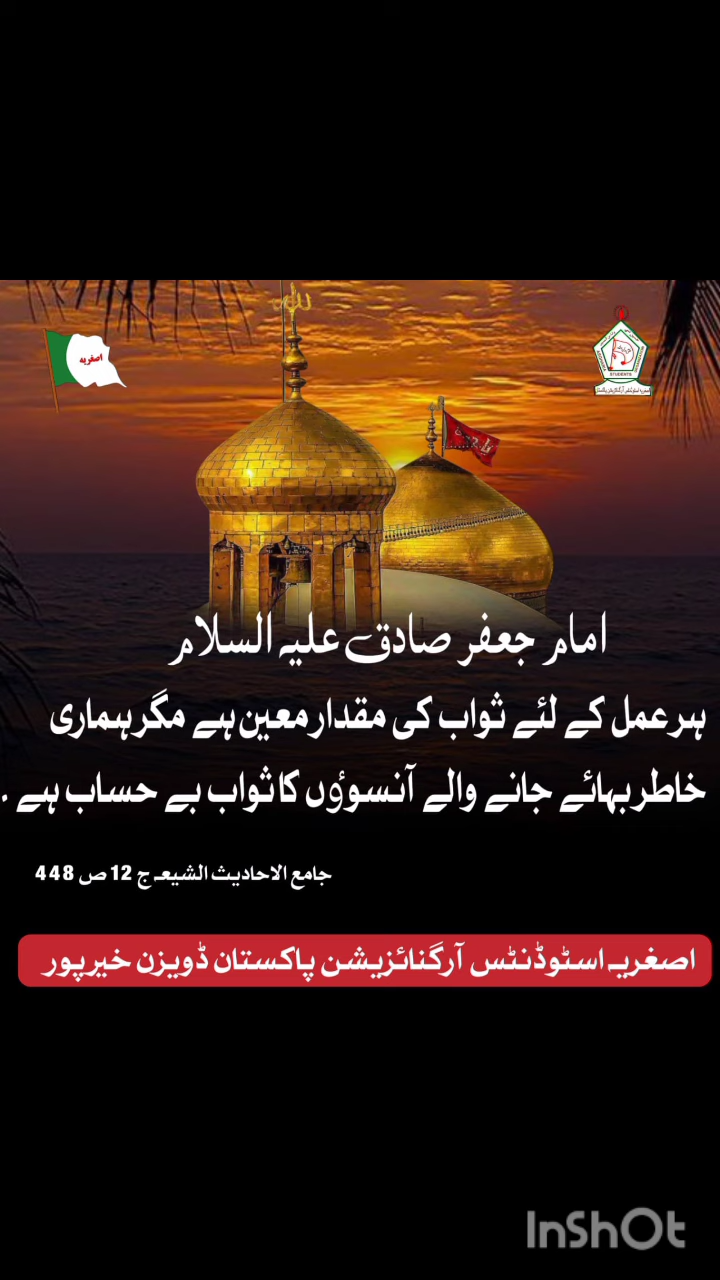 اللہ
اصغریہ
STUDENTS
امام جعفر صادق علیہ السلام
ہر عمل کے لئے ثواب کی مقدار معین ہے مگر ہماری
خاطر بہائے جانے والے آنسوؤں کا ثواب بے حساب ہے .
جامع الاحادیث الشیعہ ج 12 ص 448
اصغریہ اسٹوڈنٹس آرگنائزیشن پاکستان ڈویزن خیرپور
InShOt